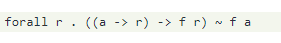 forall r . ((a -> r) -> f r) ~ f a